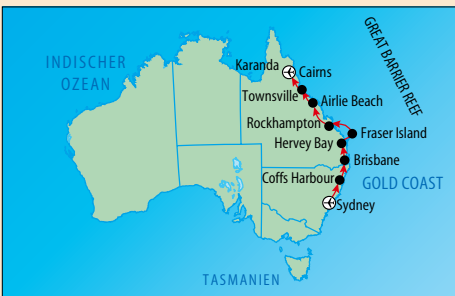 GREAT BARRIER REEF
INDISCHER
OZEAN
Karanda
Cairns
Townsville
Airlie Beach
Rockhampton
Fraser Island
Hervey Bay
Brisbane
Coffs Harbour
GOLD COAST
Sydney
TASMANIEN